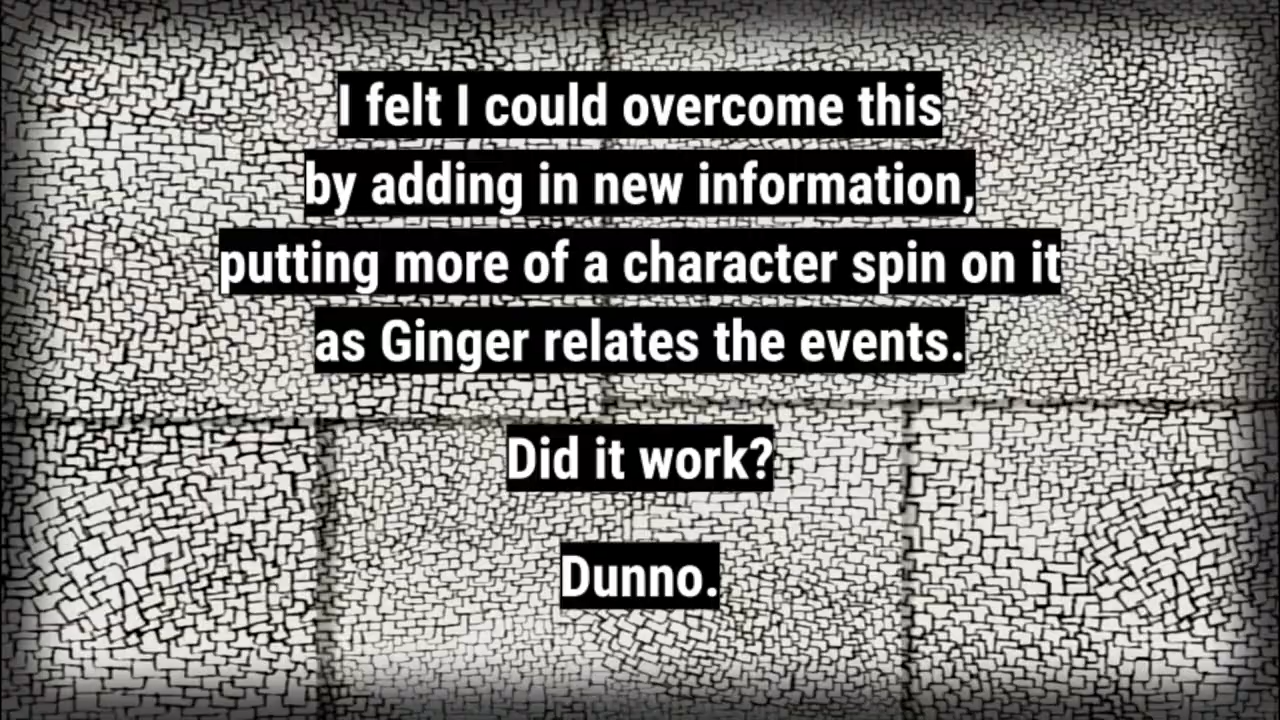 I felt I could overcome this
by adding in new information,
putting more of a character spin on it
as Ginger relates the events.
Did it work?
Dunno.